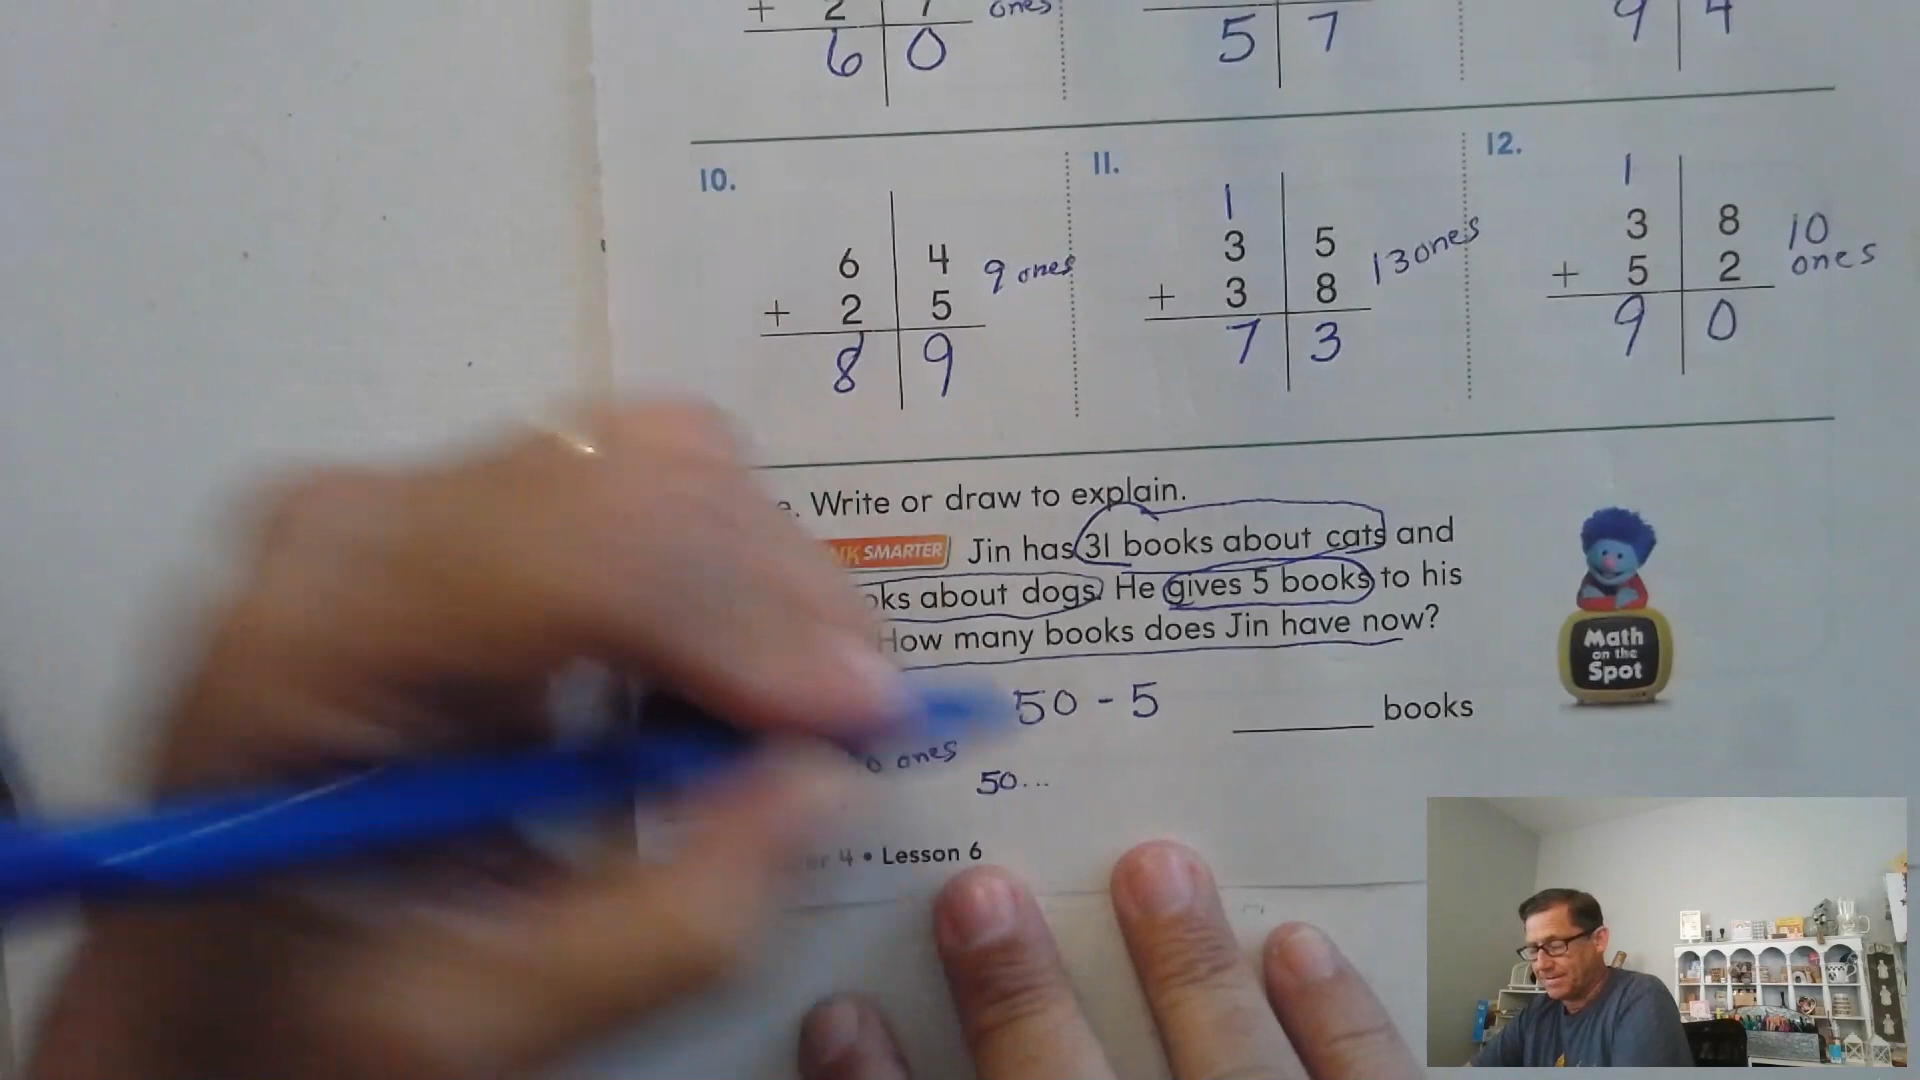 + 2 7 ones
6 0
5 7
9 4
10.
6 4
+ 2 5
9 ones
8 9
11.
1
3 5
+ 3 8
13 ones
7 3
12.
1
3 8
+ 5 2
10
ones
9 0
. Write or draw to explain.
SMARTER Jin has 31 books about cats and
about dogs. He gives 5 books to his
How many books does Jin have now?
50 - 5
books
ones
50...
4 • Lesson 6
Math
on the
Spot